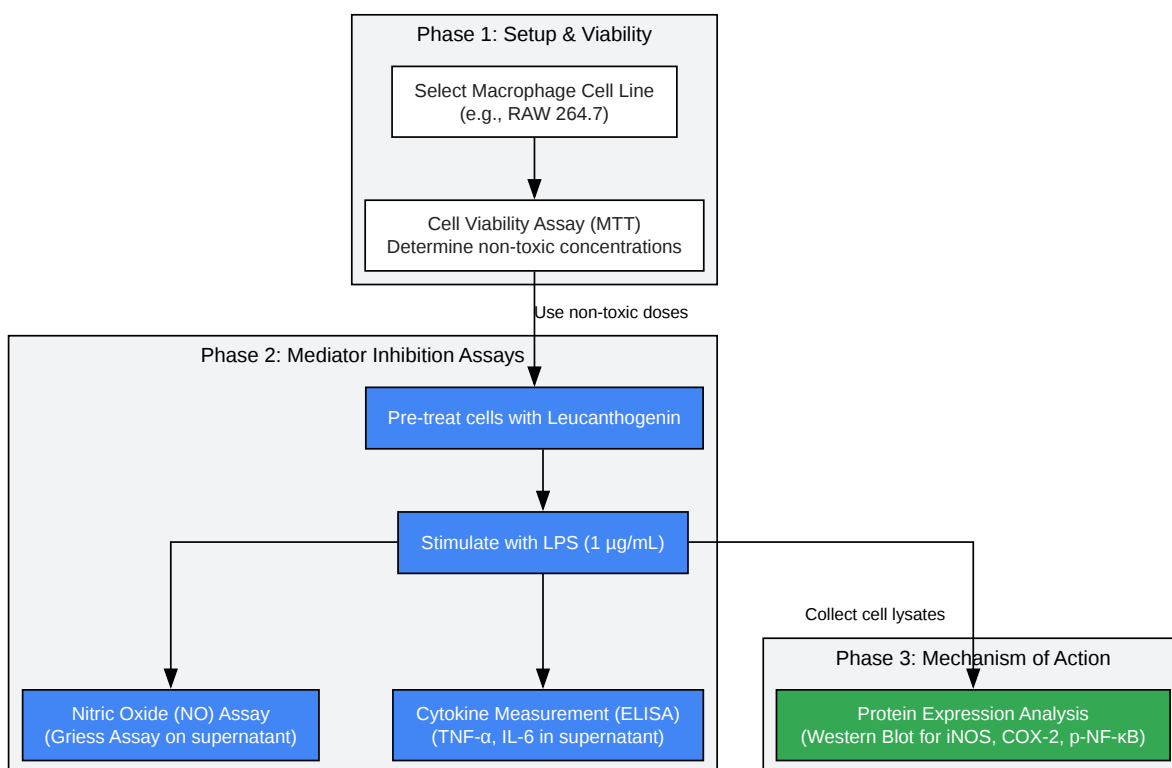 Phase 1: Setup & Viability
Select Macrophage Cell Line
(e.g., RAW 264.7)
Cell Viability Assay (MTT)
Determine non-toxic concentrations
Use non-toxic doses
Phase 2: Mediator Inhibition Assays
Pre-treat cells with Leucanthogenin
Stimulate with LPS (1 µg/mL)
Collect cell lysates
Phase 3: Mechanism of Action
Nitric Oxide (NO) Assay
(Griess Assay on supernatant)
Cytokine Measurement (ELISA)
(TNF-α, IL-6 in supernatant)
Protein Expression Analysis
(Western Blot for iNOS, COX-2, p-NF-κB)